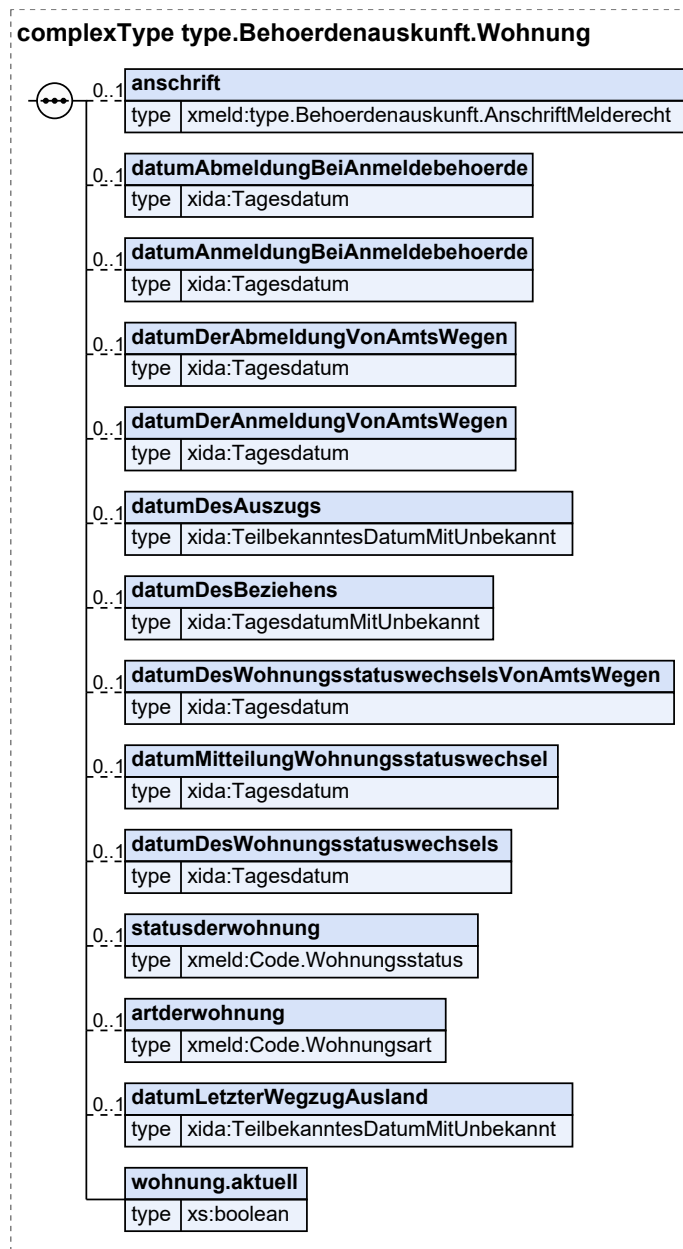 complexType type.Behoerdenauskunft.Wohnung
0..1 anschrift
type xmeld:type.Behoerdenauskunft.AnschriftMelderecht
0..1 datumAbmeldungBeiAnmeldebehoerde
type xida:Tagesdatum
0..1 datumAnmeldungBeiAnmeldebehoerde
type xida:Tagesdatum
0..1 datumDerAbmeldungVonAmtsWegen
type xida:Tagesdatum
0..1 datumDerAnmeldungVonAmtsWegen
type xida:Tagesdatum
0..1 datumDesAuszugs
type xida:TeilbekanntesDatumMitUnbekannt
0..1 datumDesBeziehens
type xida:TagesdatumMitUnbekannt
0..1 datumDesWohnungsstatuswechselsVonAmtsWegen
type xida:Tagesdatum
0..1 datumMitteilungWohnungsstatuswechsel
type xida:Tagesdatum
0..1 datumDesWohnungsstatuswechsels
type xida:Tagesdatum
0..1 statusderwohnung
type xmeld:Code.Wohnungsstatus
0..1 artderwohnung
type xmeld:Code.Wohnungsart
0..1 datumLetzterWegzugAusland
type xida:TeilbekanntesDatumMitUnbekannt
wohnung.aktuell
type xs:boolean